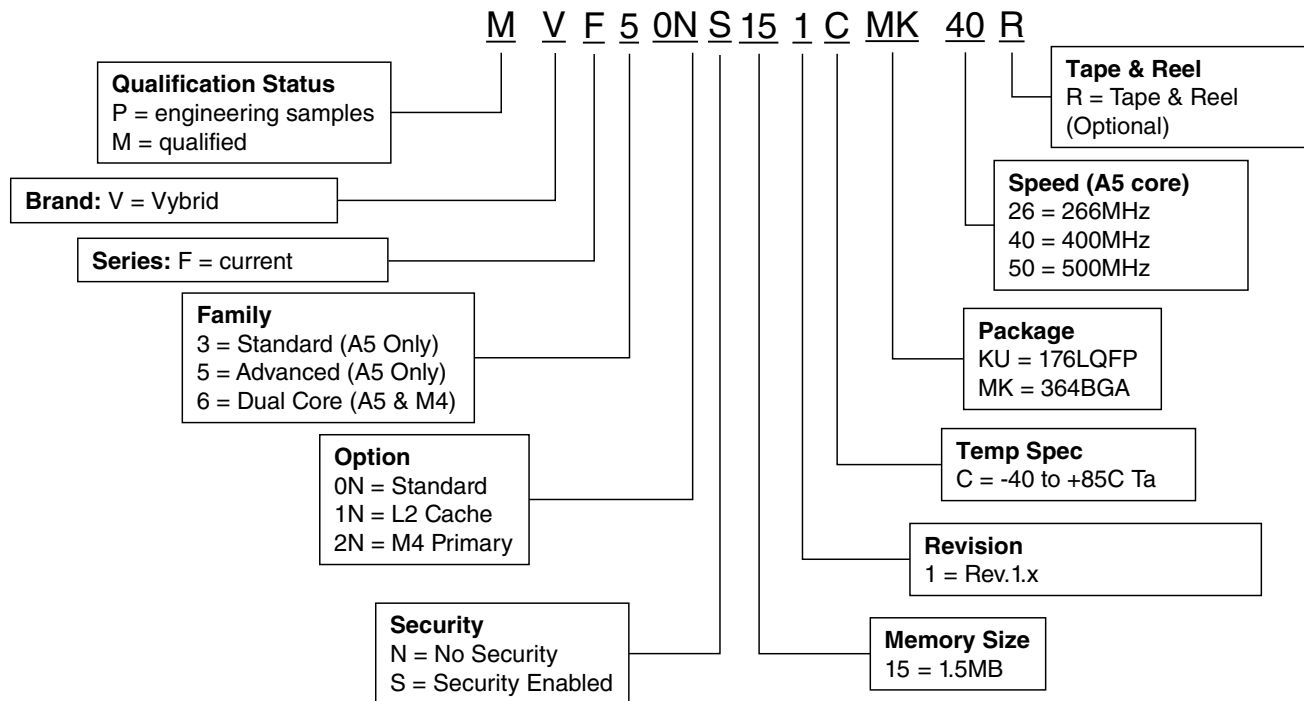 M V F 5 0N S 15 1 C MK 40 R
Qualification Status
P = engineering samples
M = qualified
Tape & Reel
R = Tape & Reel
(Optional)
Brand: V = Vybrid
Speed (A5 core)
26 = 266MHz
40 = 400MHz
50 = 500MHz
Series: F = current
Family
3 = Standard (A5 Only)
5 = Advanced (A5 Only)
6 = Dual Core (A5 & M4)
Package
KU = 176LQFP
MK = 364BGA
Option
0N = Standard
1N = L2 Cache
2N = M4 Primary
Temp Spec
C = -40 to +85C Ta
Revision
1 = Rev.1.x
Security
N = No Security
S = Security Enabled
Memory Size
15 = 1.5MB